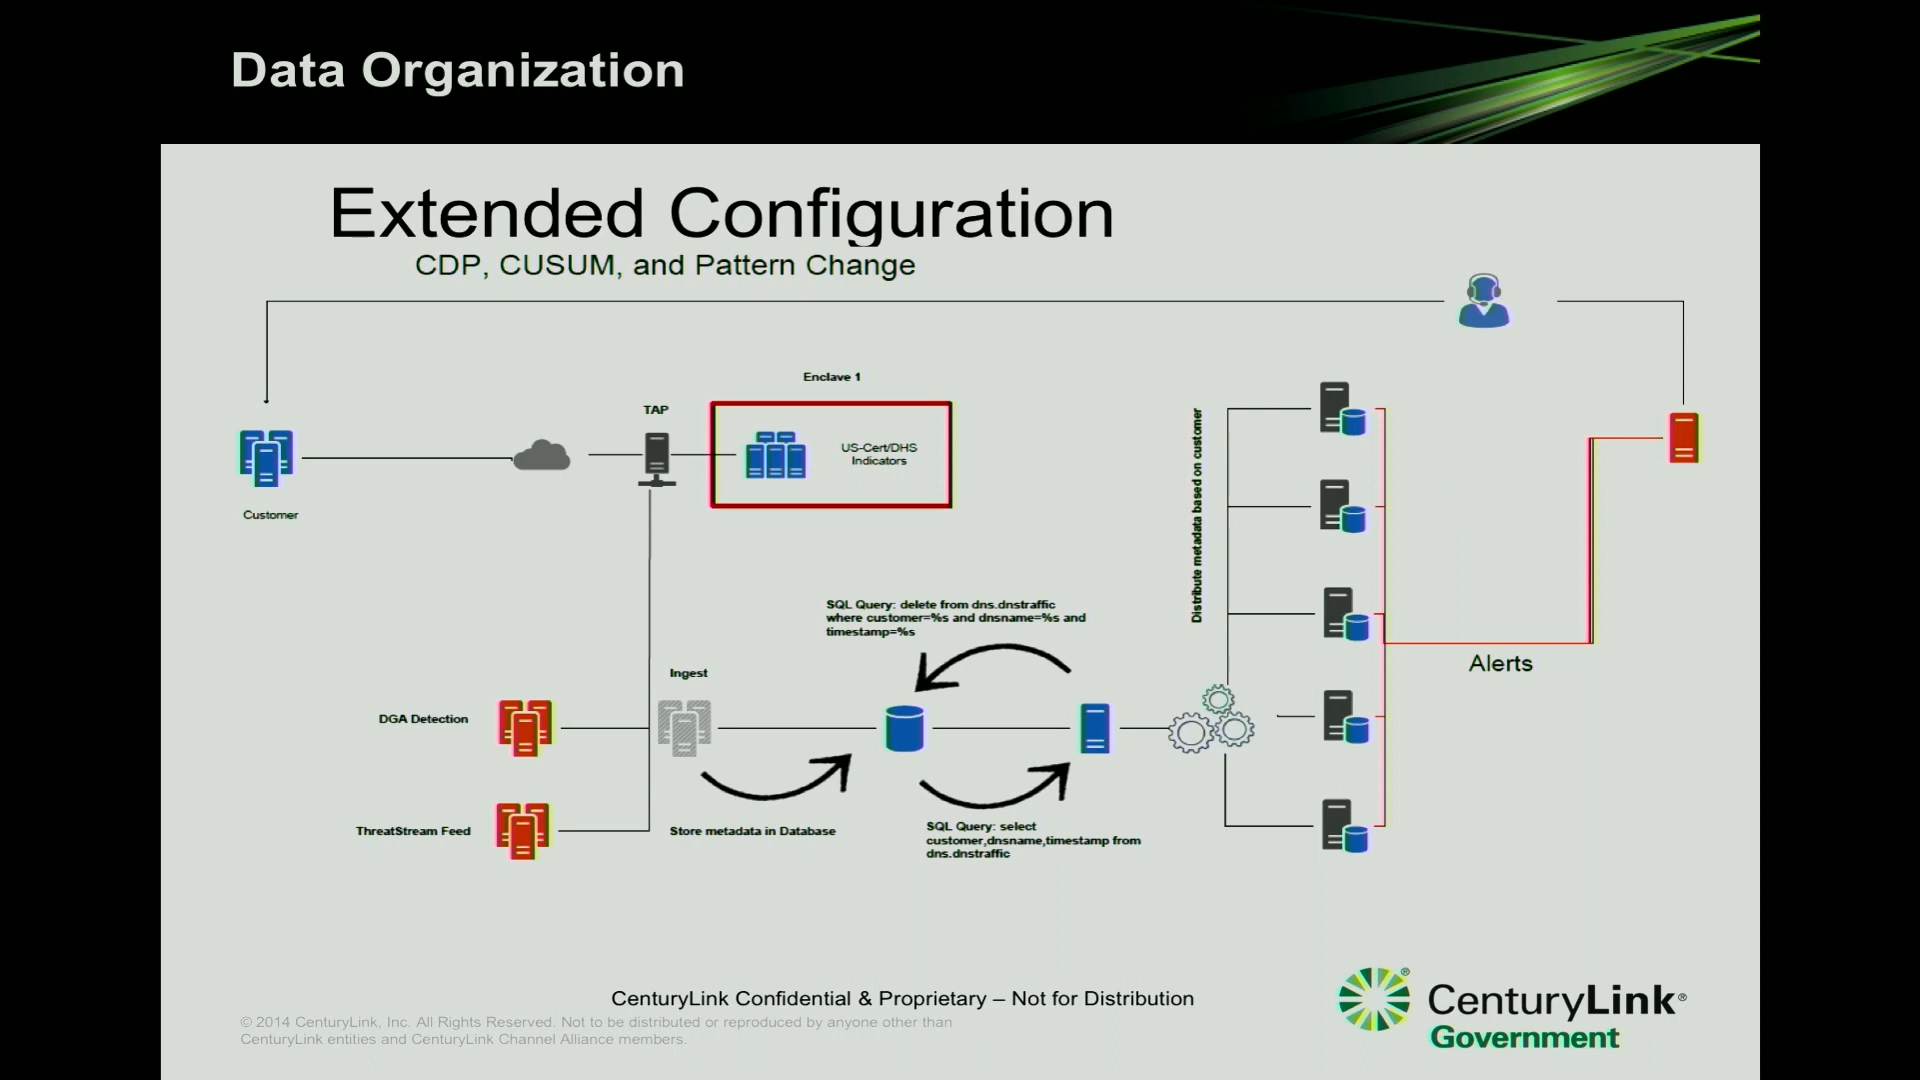 Data Organization
Extended Configuration
CDP, CUSUM, and Pattern Change
Enclave 1
TAP
US-Cert/DHS
Indicators
Customer
Distribute metadata based on customer
SQL Query: delete from dns.dnstraffic
where customer=%s and dnsname=%s and
timestamp=%s
Alerts
Ingest
DGA Detection
ThreatStream Feed
Store metadata in Database
SQL Query: select
customer,dnsname,timestamp from
dns.dnstraffic
CenturyLink Confidential & Proprietary – Not for Distribution
© 2014 CenturyLink, Inc. All Rights Reserved. Not to be distributed or reproduced by anyone other than
CenturyLink entities and CenturyLink Channel Alliance members.
® CenturyLink®
Government